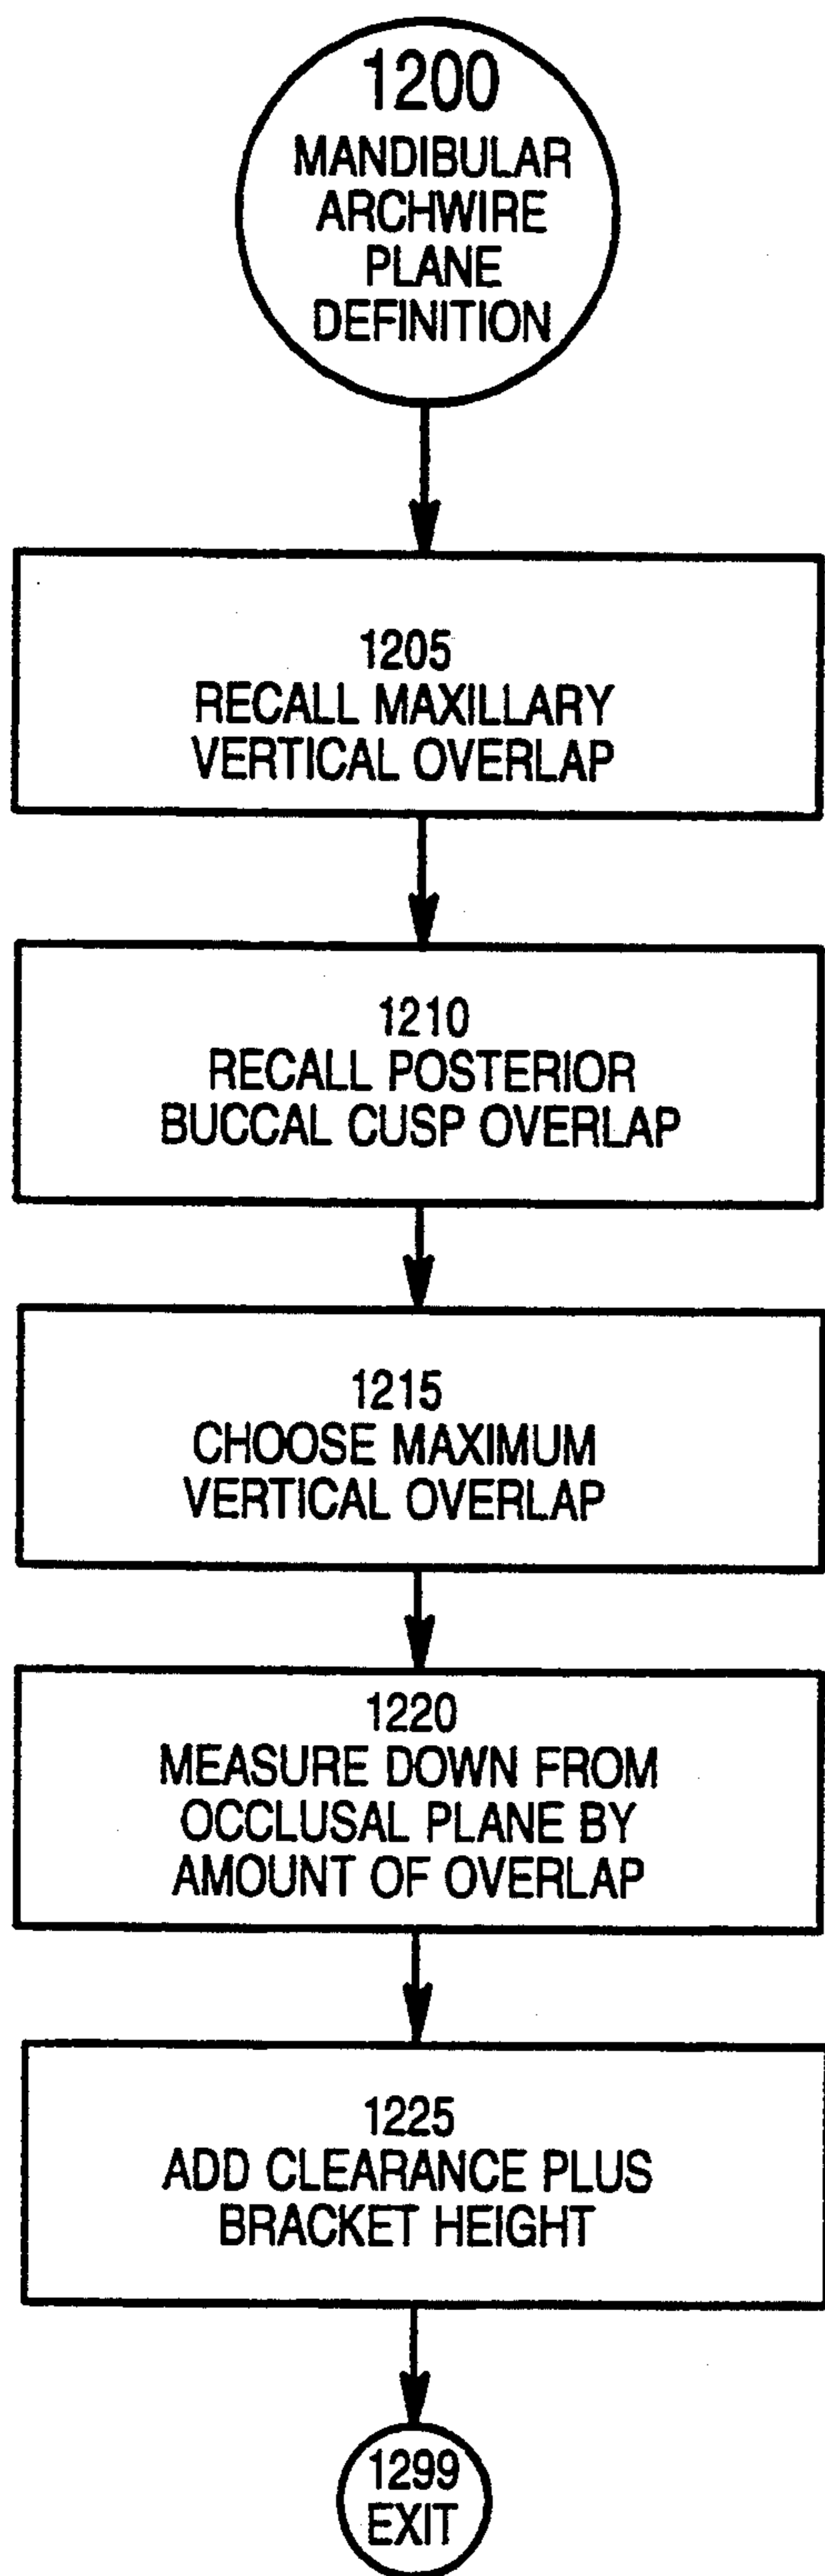 1200
MANDIBULAR
ARCHWIRE
PLANE
DEFINITION
1205
RECALL MAXILLARY
VERTICAL OVERLAP
1210
RECALL POSTERIOR
BUCCAL CUSP OVERLAP
1215
CHOOSE MAXIMUM
VERTICAL OVERLAP
1220
MEASURE DOWN FROM
OCCLUSAL PLANE BY
AMOUNT OF OVERLAP
1225
ADD CLEARANCE PLUS
BRACKET HEIGHT
1299
EXIT